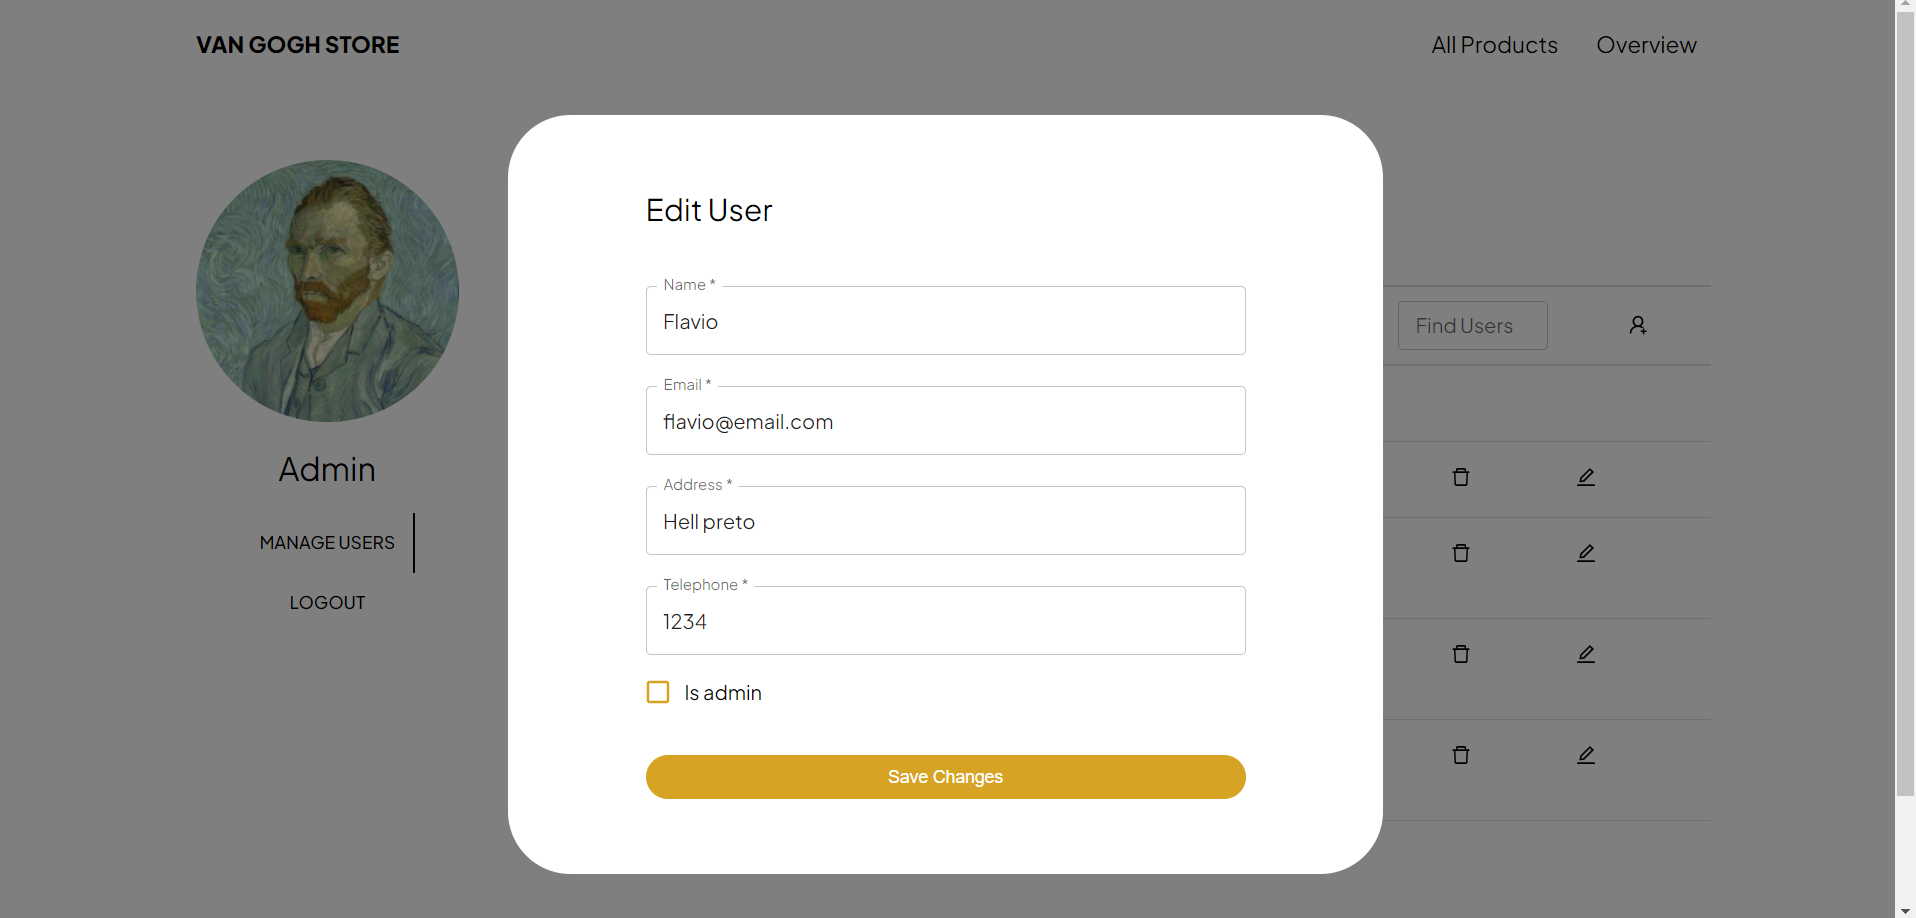 VAN GOGH STORE
All Products
Overview
Edit User
Name *
Flavio
Email *
flavio@email.com
Address *
Hell preto
Telephone *
1234
Is admin
Save Changes
Find Users
Admin
MANAGE USERS
LOGOUT